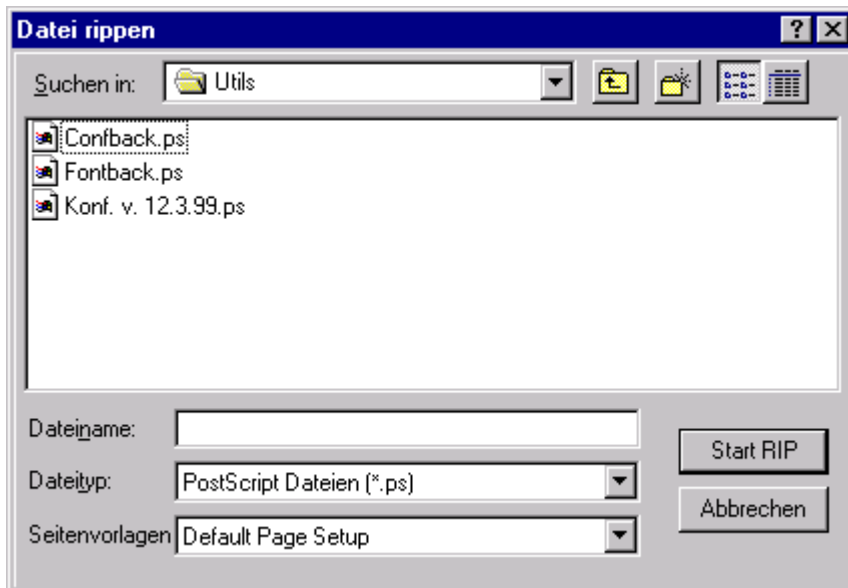 Datei rippen
Suchen in: Utils
Confback.ps
Fontback.ps
Konf. v. 12.3.99.ps
Dateiname:
Start RIP
Dateityp: PostScript Dateien (*.ps)
Abbrechen
Seitenvorlagen Default Page Setup